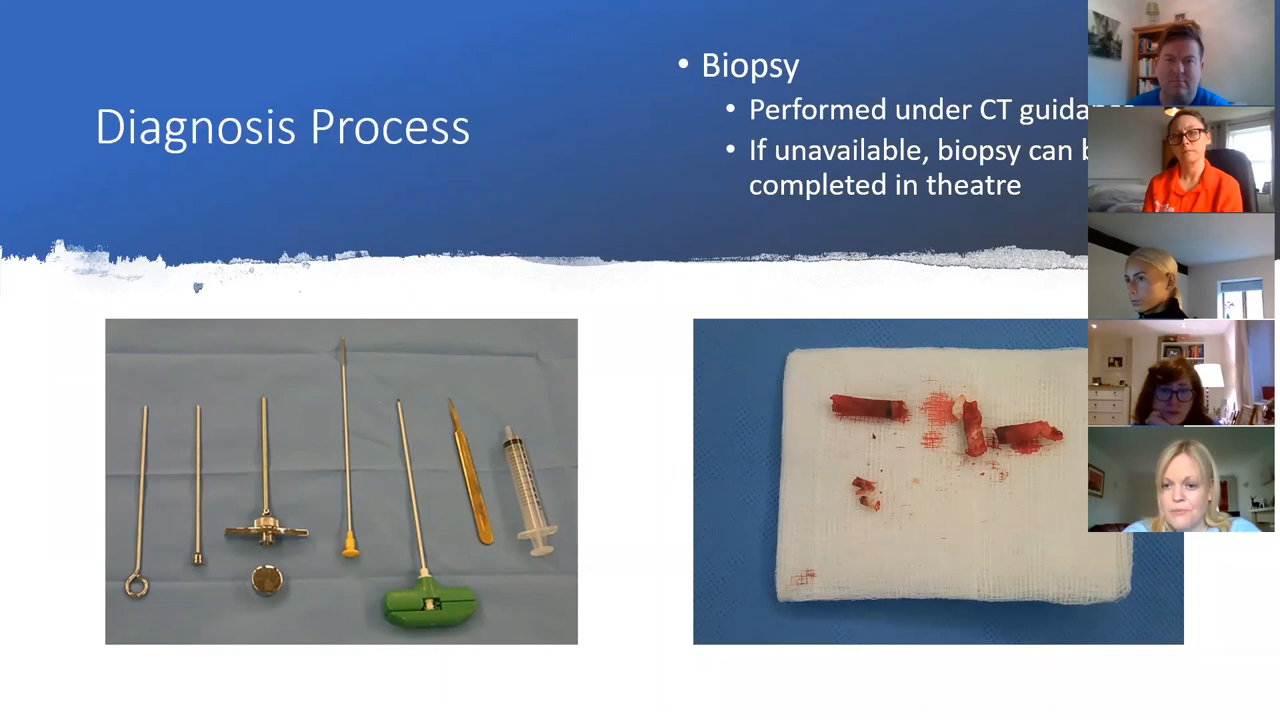 Diagnosis Process
• Biopsy
• Performed under CT
• If unavailable, biopsy can
completed in theatre